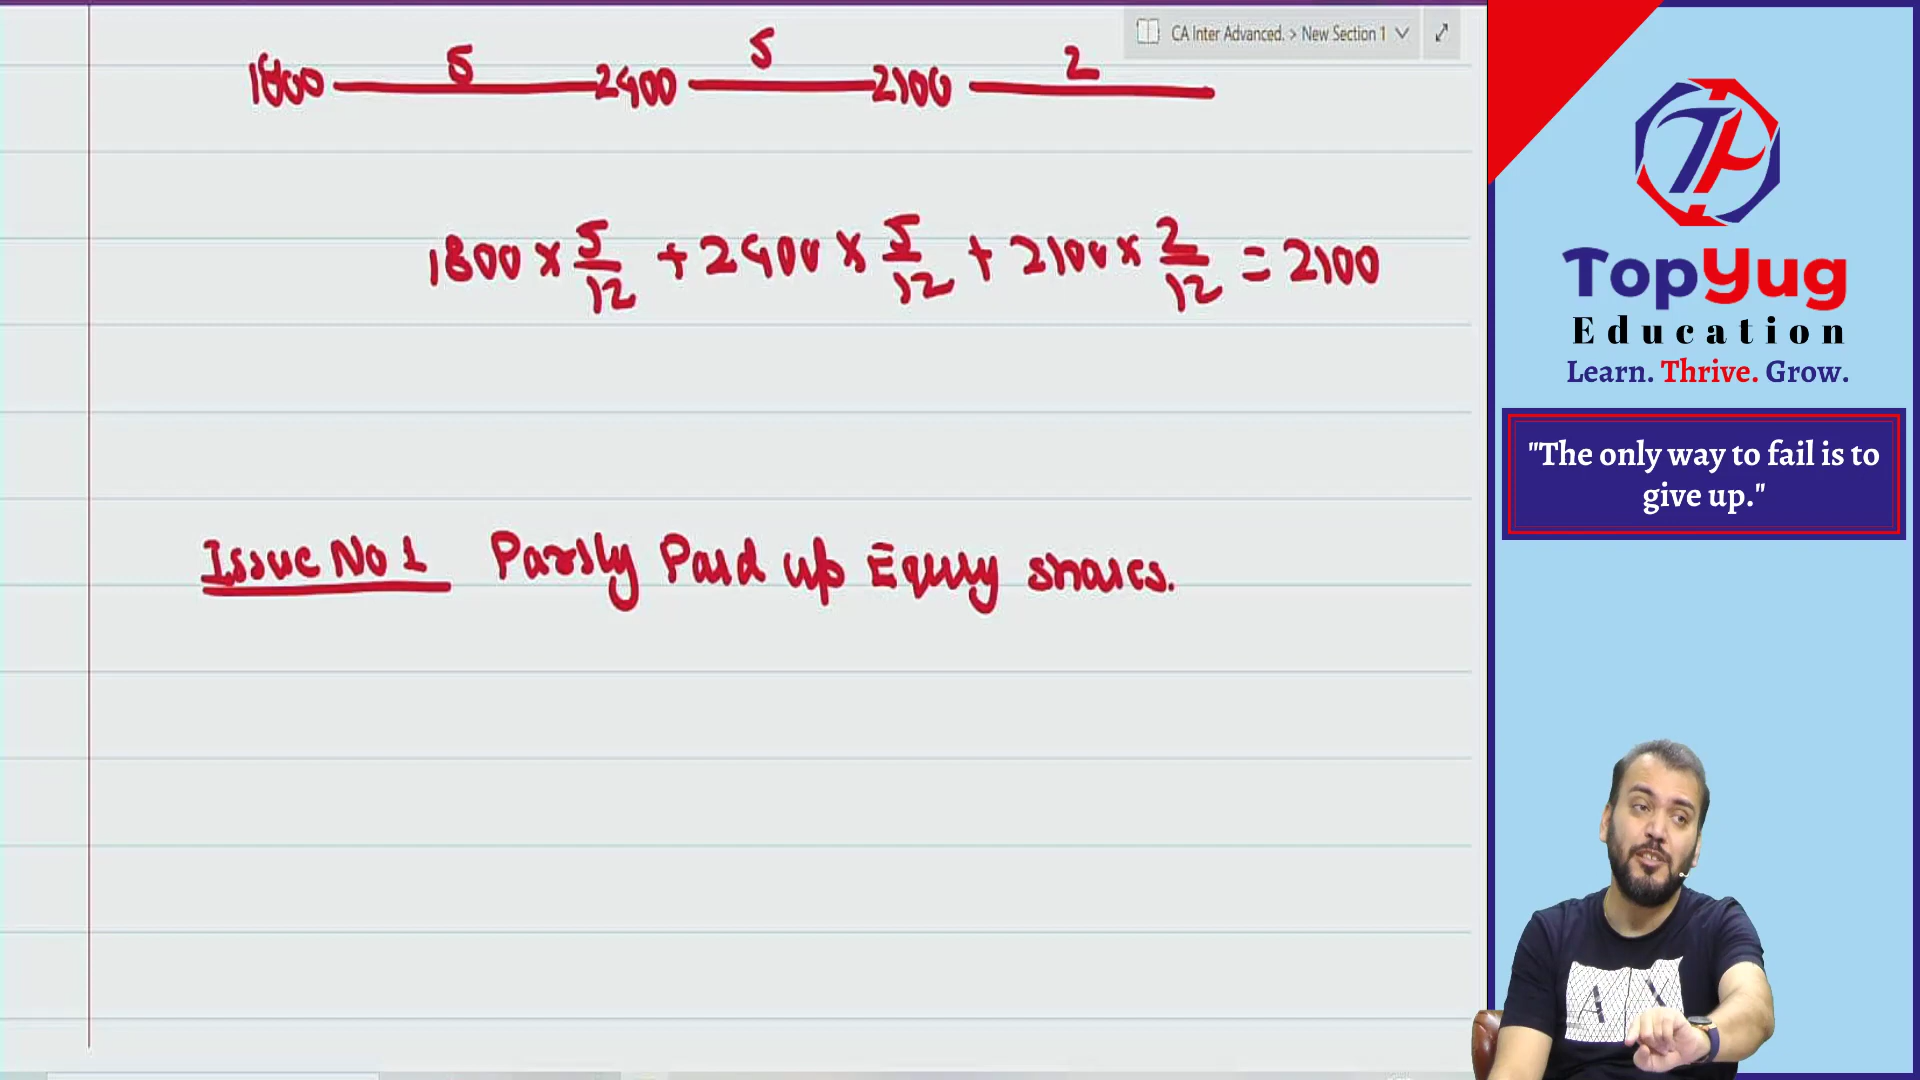 CA Inter Advanced. > New Section 1
1800 5 2400 5 2100 2
1800 × 5/12 + 2400 × 5/12 + 2100 × 2/12 = 2100
Issue No 1 Partly Paid up Equity shares.
TopYug
Education
Learn. Thrive. Grow.
"The only way to fail is to
give up."